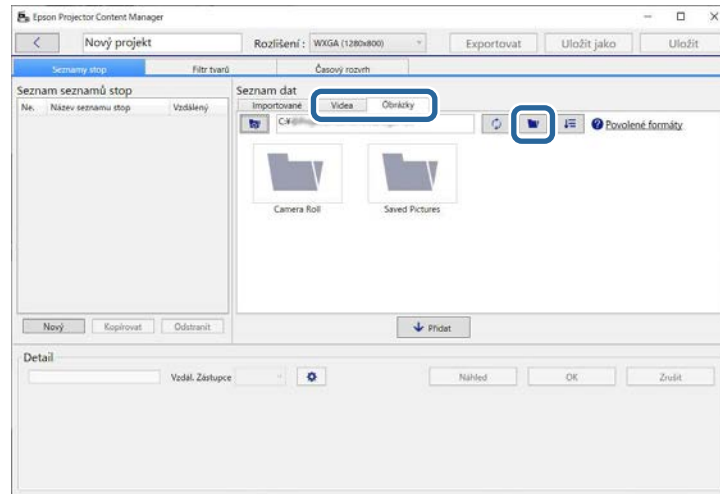 Epson Projector Content Manager
Nový projekt Rozlišení : WXGA (1280x800) Exportovat Uložit jako Uložit
Seznamy stop Filtr tvarů Časový rozvrh
Seznam seznamů stop
Ne. Název seznamu stop Vzdálený
Nový Kopírovat Odstranit
Seznam dat
Importované Videa Obrázky
Povolené formáty
Camera Roll Saved Pictures
Přidat
Detail
Vzdál. Zástupce Náhled OK Zrušit